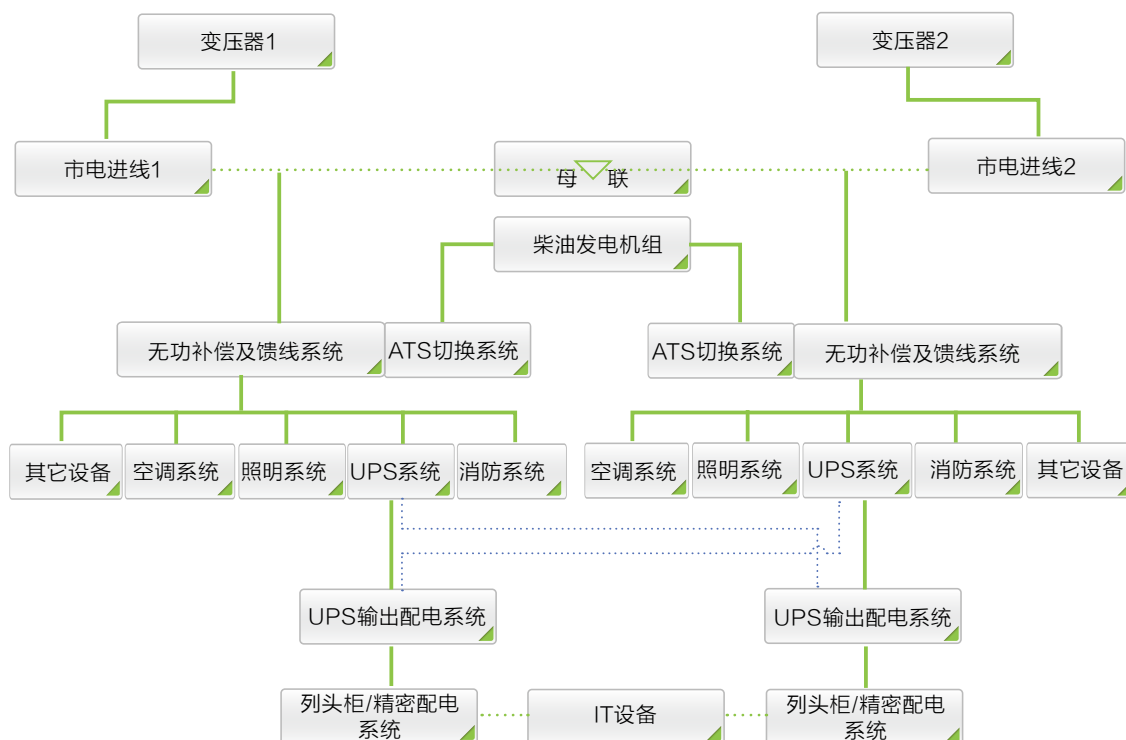 变压器1
变压器2
市电进线1
母 联
市电进线2
柴油发电机组
无功补偿及馈线系统
ATS切换系统
ATS切换系统
无功补偿及馈线系统
其它设备
空调系统
照明系统
UPS系统
消防系统
空调系统
照明系统
UPS系统
消防系统
其它设备
UPS输出配电系统
UPS输出配电系统
列头柜/精密配电
系统
IT设备
列头柜/精密配电
系统